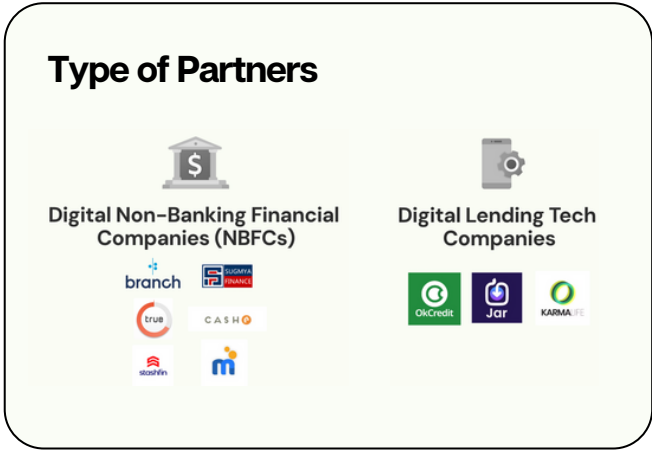 Type of Partners
$
Digital Non-Banking Financial
Companies (NBFCs)
branch
SUGMYA
FINANCE
true
CASHe
stashfin
m
Digital Lending Tech
Companies
OkCredit
Jar
KARMALIFE